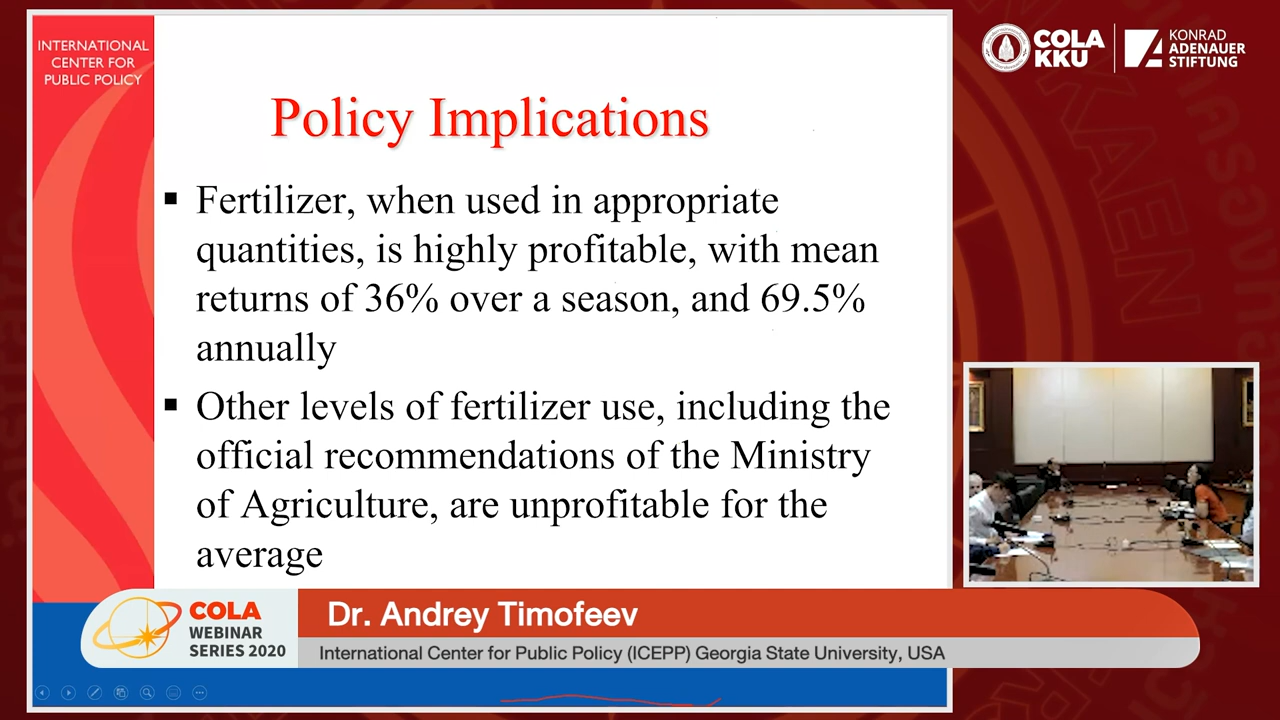 INTERNATIONAL
CENTER FOR
PUBLIC POLICY
COLA
KKU
KONRAD
ADENAUER
STIFTUNG
Policy Implications
▪ Fertilizer, when used in appropriate
quantities, is highly profitable, with mean
returns of 36% over a season, and 69.5%
annually
▪ Other levels of fertilizer use, including the
official recommendations of the Ministry
of Agriculture, are unprofitable for the
average
COLA
WEBINAR
SERIES 2020
Dr. Andrey Timofeev
International Center for Public Policy (ICEPP) Georgia State University, USA
KAEN